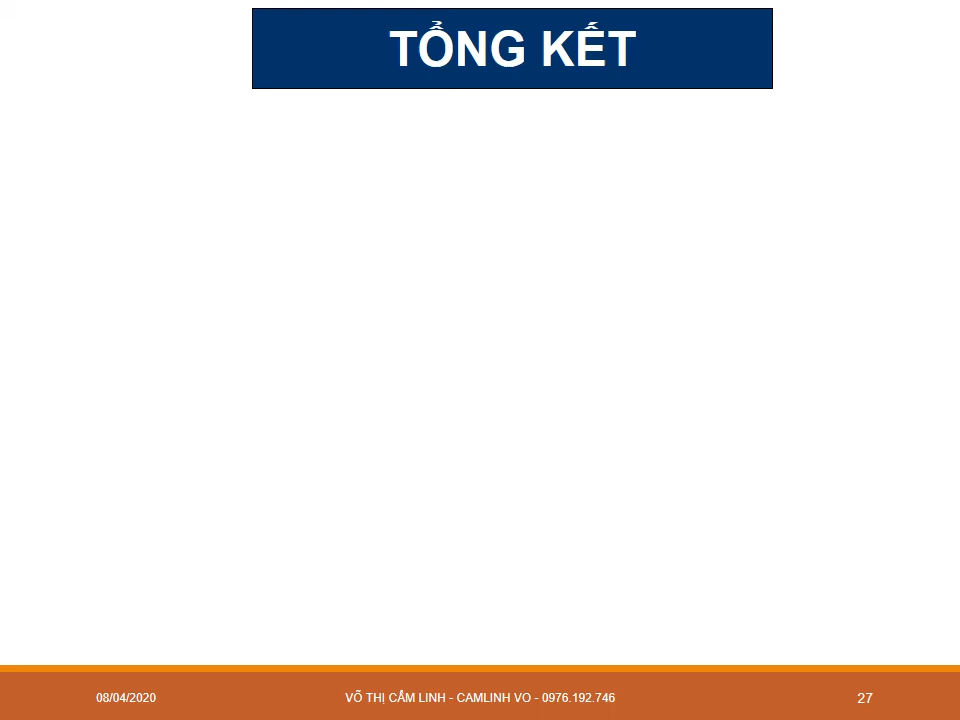 TỔNG KẾT
08/04/2020
VÕ THỊ CẨM LINH - CAMLINH VO - 0976.192.746
27